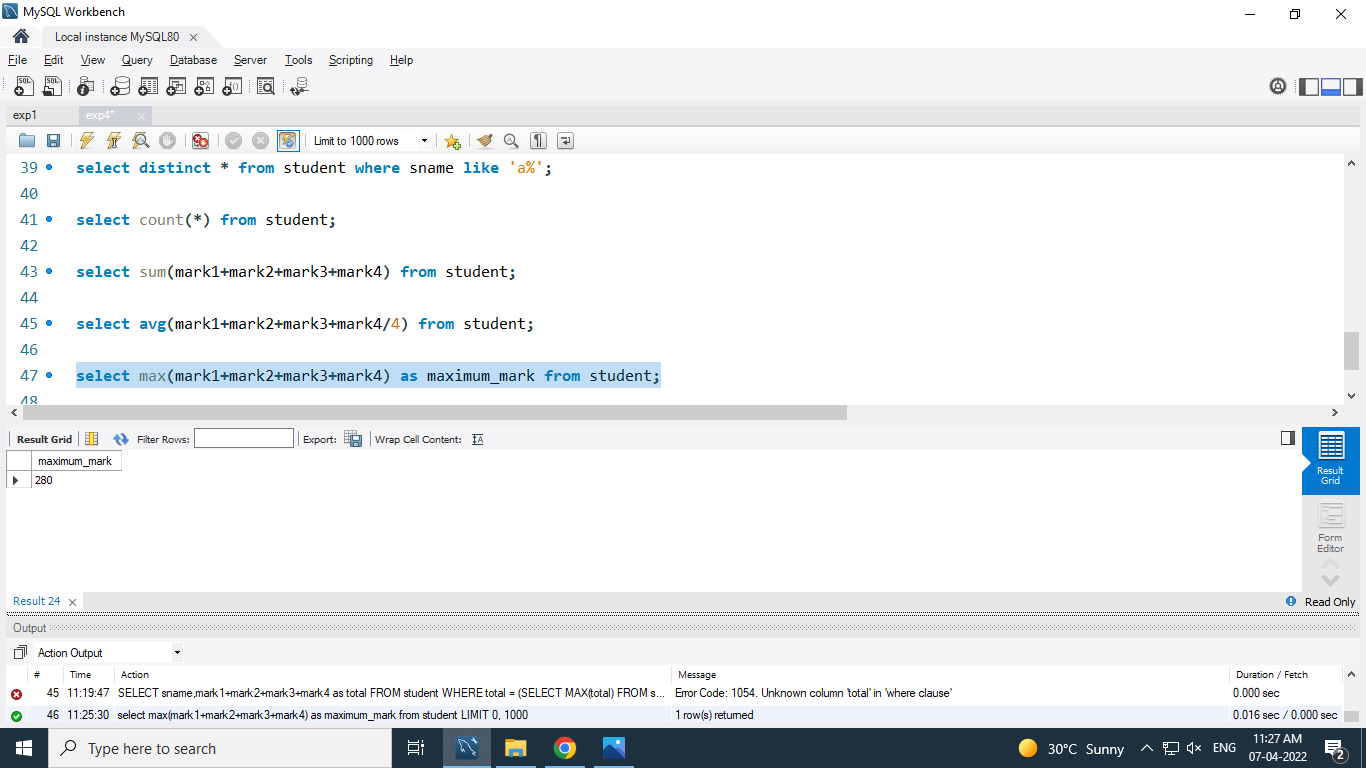 MySQL Workbench
Local instance MySQL80
File Edit View Query Database Server Tools Scripting Help
exp1 exp4*
Limit to 1000 rows
39 select distinct * from student where sname like 'a%';
40
41 select count(*) from student;
42
43 select sum(mark1+mark2+mark3+mark4) from student;
44
45 select avg(mark1+mark2+mark3+mark4/4) from student;
46
47 select max(mark1+mark2+mark3+mark4) as maximum_mark from student;
48
Result Grid Filter Rows: Export: Wrap Cell Content:
maximum_mark
280
Result
Grid
Form
Editor
Result 24 Read Only
Output
Action Output
# Time Action Message Duration / Fetch
45 11:19:47 SELECT sname,mark1+mark2+mark3+mark4 as total FROM student WHERE total = (SELECT MAX(total) FROM s... Error Code: 1054. Unknown column 'total' in 'where clause' 0.000 sec
46 11:25:30 select max(mark1+mark2+mark3+mark4) as maximum_mark from student LIMIT 0, 1000 1 row(s) returned 0.016 sec / 0.000 sec
Type here to search 30°C Sunny ENG 11:27 AM
07-04-2022 2